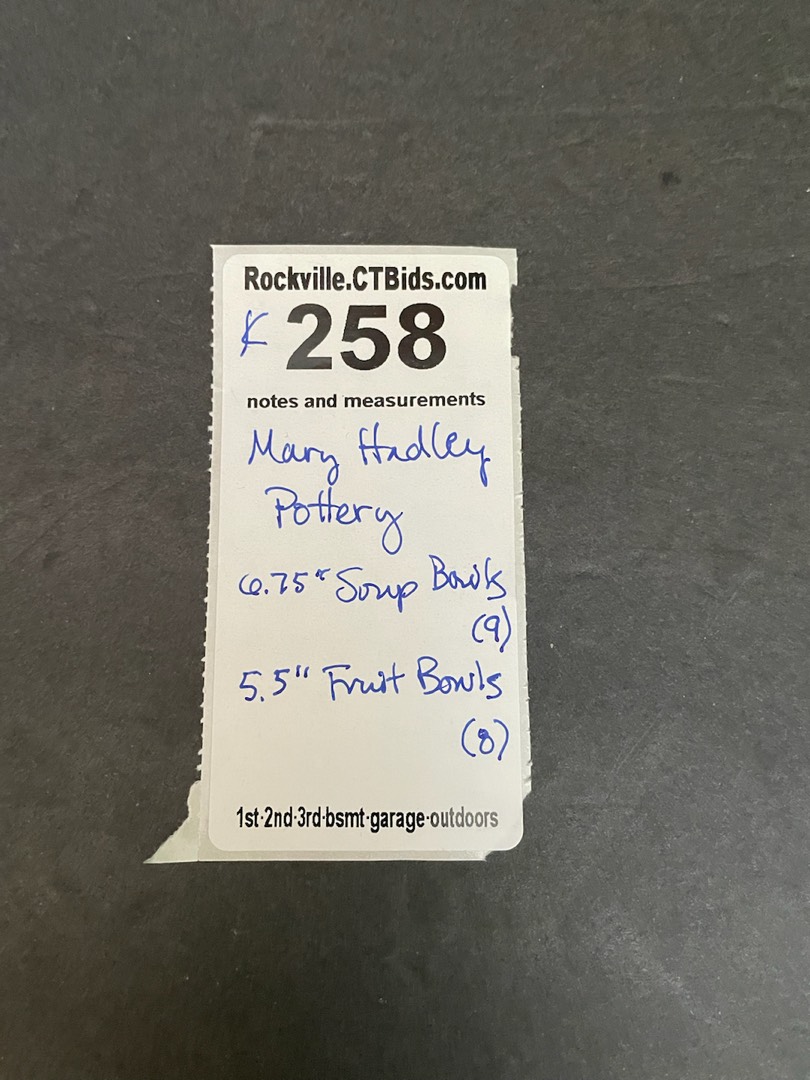 Rockville.CTBids.com
K 258
notes and measurements
Mary Hadley
Pottery
6.75" Soup Bowls
(9)
5.5" Fruit Bowls
(8)
1st·2nd·3rd·bsmt·garage·outdoors